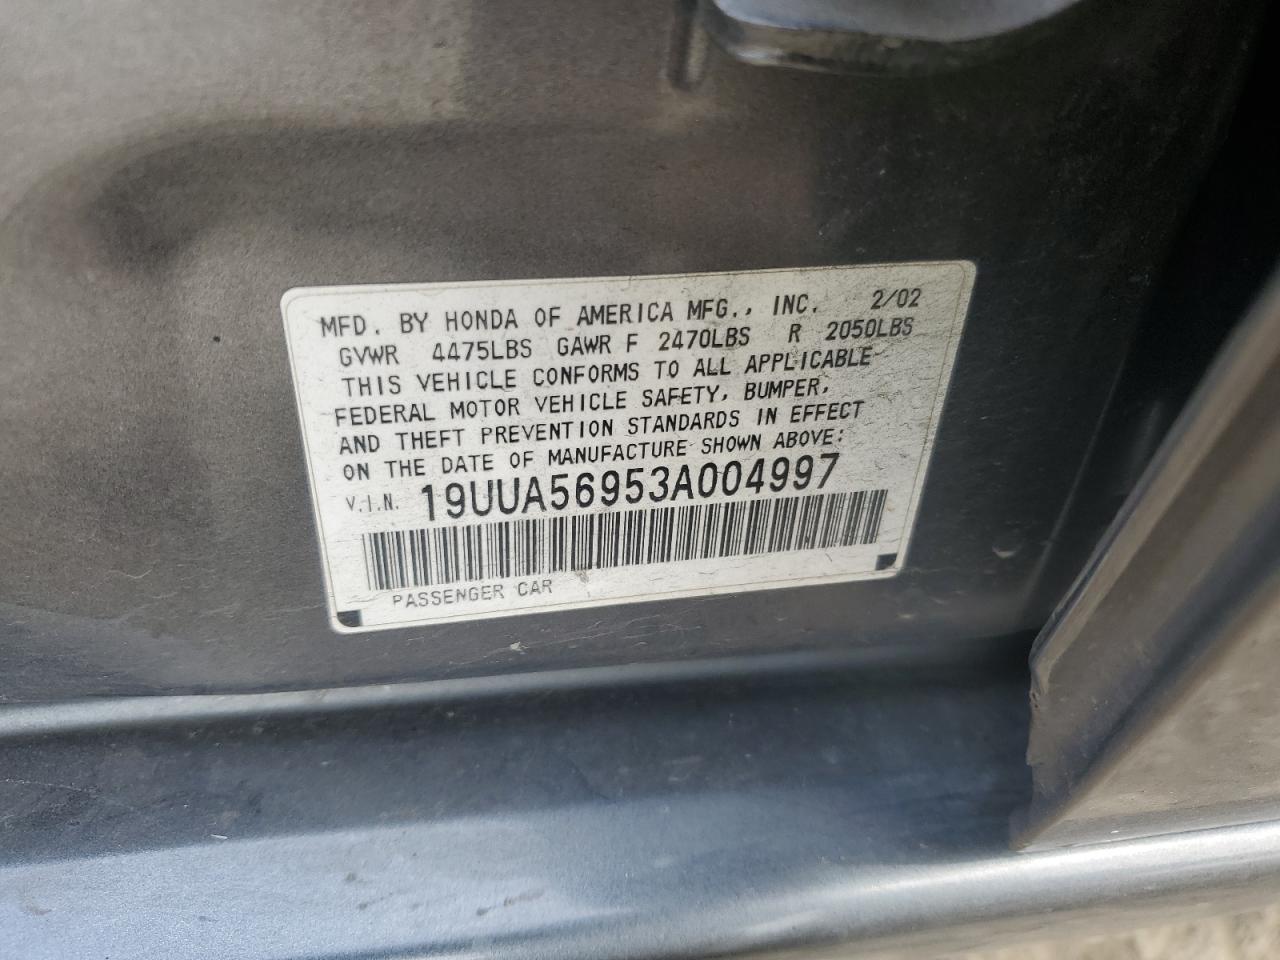 MFD. BY HONDA OF AMERICA MFG., INC. 2/02
GVWR 4475LBS GAWR F 2470LBS R 2050LBS
THIS VEHICLE CONFORMS TO ALL APPLICABLE
FEDERAL MOTOR VEHICLE SAFETY, BUMPER,
AND THEFT PREVENTION STANDARDS IN EFFECT
ON THE DATE OF MANUFACTURE SHOWN ABOVE:
V.I.N. 19UUA56953A004997
PASSENGER CAR